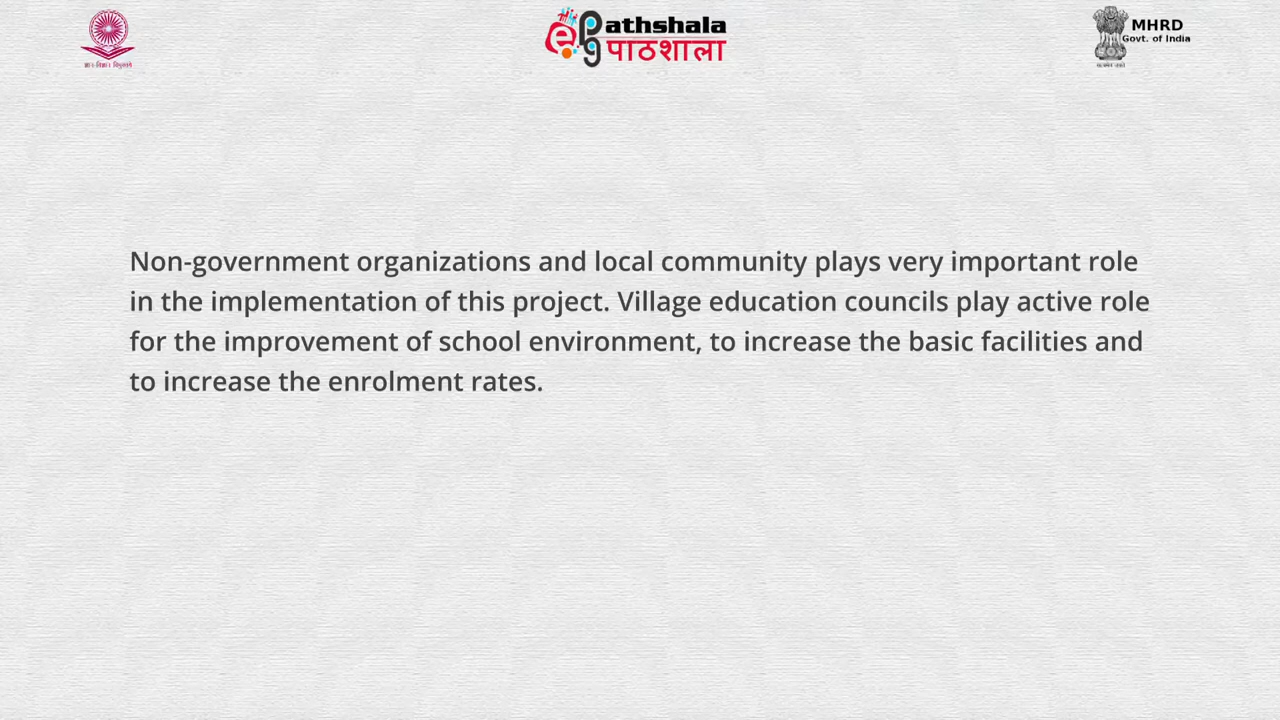 athshala
पाठशाला
MHRD
Govt. of India
Non-government organizations and local community plays very important role
in the implementation of this project. Village education councils play active role
for the improvement of school environment, to increase the basic facilities and
to increase the enrolment rates.